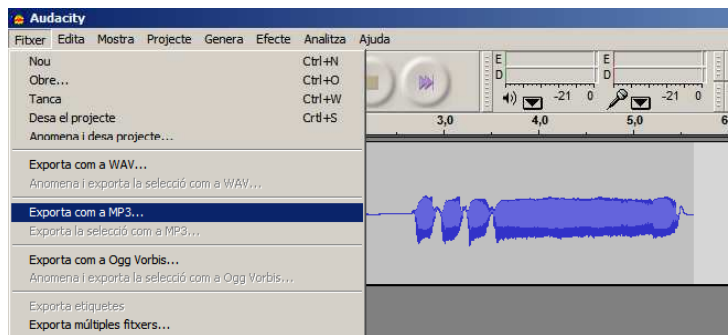 Audacity
Fitxer Edita Mostra Projecte Genera Efecte Analitza Ajuda
Nou Ctrl+N
Obre... Ctrl+O
Tanca Ctrl+W
Desa el projecte Crtl+S
Anomena i desa projecte...
Exporta com a WAV...
Anomena i exporta la selecció com a WAV...
Exporta com a MP3...
Exporta la selecció com a MP3...
Exporta com a Ogg Vorbis...
Anomena i exporta la selecció com a Ogg Vorbis...
Exporta etiquetes
Exporta múltiples fitxers...
E E
D D
-21 0 -21 0
3,0 4,0 5,0 6